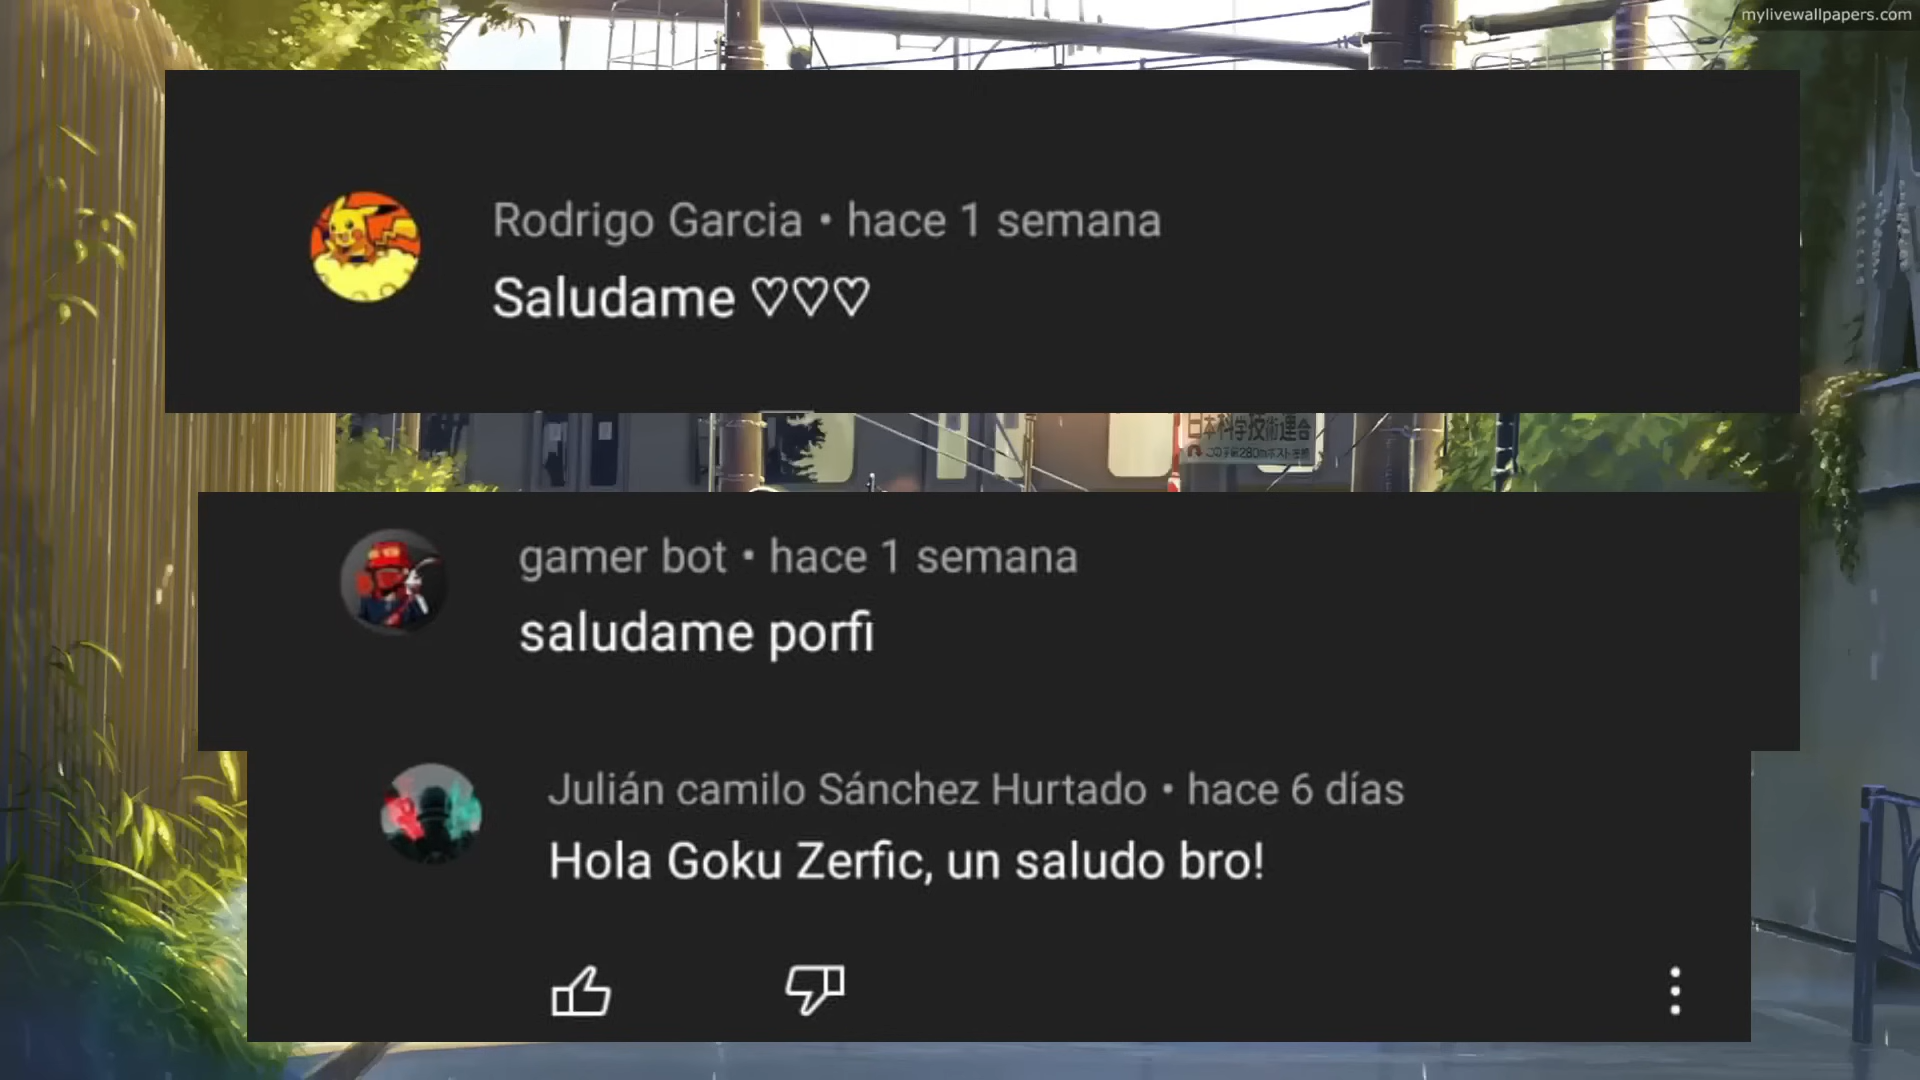 mylivewallpapers.com
Rodrigo Garcia • hace 1 semana
Saludame ♡♡♡
日本科学技術連合
gamer bot • hace 1 semana
saludame porfi
Julián camilo Sánchez Hurtado • hace 6 días
Hola Goku Zerfic, un saludo bro!